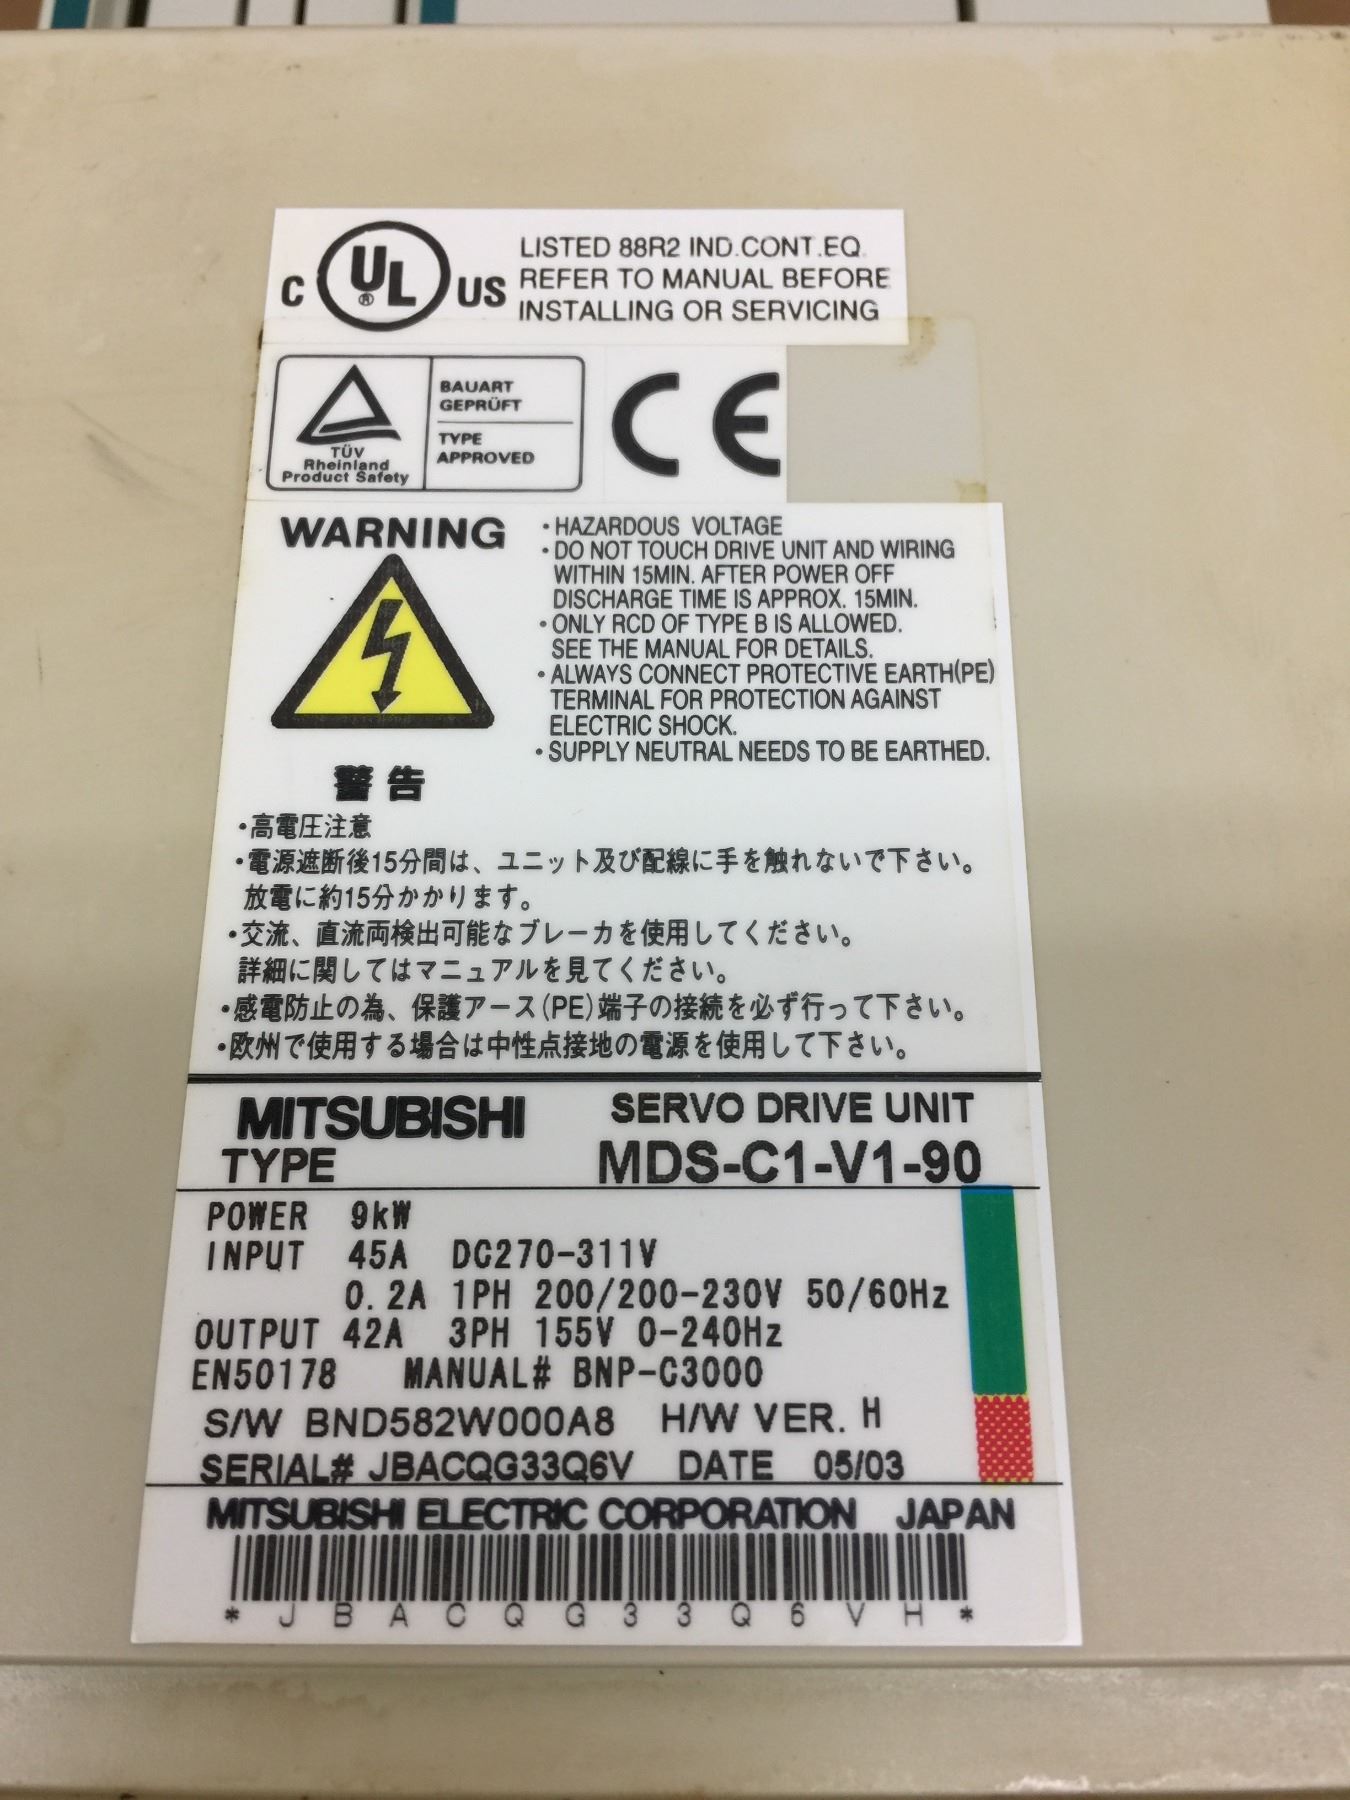 C UL® US
LISTED 88R2 IND.CONT.EQ.
REFER TO MANUAL BEFORE
INSTALLING OR SERVICING
TÜV
Rheinland
Product Safety
BAUART
GEPRÜFT
TYPE
APPROVED
CE
WARNING
・HAZARDOUS VOLTAGE
・DO NOT TOUCH DRIVE UNIT AND WIRING
WITHIN 15MIN. AFTER POWER OFF
DISCHARGE TIME IS APPROX. 15MIN.
・ONLY RCD OF TYPE B IS ALLOWED.
SEE THE MANUAL FOR DETAILS.
・ALWAYS CONNECT PROTECTIVE EARTH(PE)
TERMINAL FOR PROTECTION AGAINST
ELECTRIC SHOCK.
・SUPPLY NEUTRAL NEEDS TO BE EARTHED.
警告
・高電圧注意
・電源遮断後15分間は、ユニット及び配線に手を触れないで下さい。
放電に約15分かかります。
・交流、直流両検出可能なブレーカを使用してください。
詳細に関してはマニュアルを見てください。
・感電防止の為、保護アース(PE)端子の接続を必ず行って下さい。
・欧州で使用する場合は中性点接地の電源を使用して下さい。
MITSUBISHI SERVO DRIVE UNIT
TYPE MDS-C1-V1-90
POWER 9kW
INPUT 45A DC270-311V
0.2A 1PH 200/200-230V 50/60Hz
OUTPUT 42A 3PH 155V 0-240Hz
EN50178 MANUAL# BNP-C3000
S/W BND582W000A8 H/W VER. H
SERIAL# JBACQG33Q6V DATE 05/03
MITSUBISHI ELECTRIC CORPORATION JAPAN
*JBACQG33Q6VH*